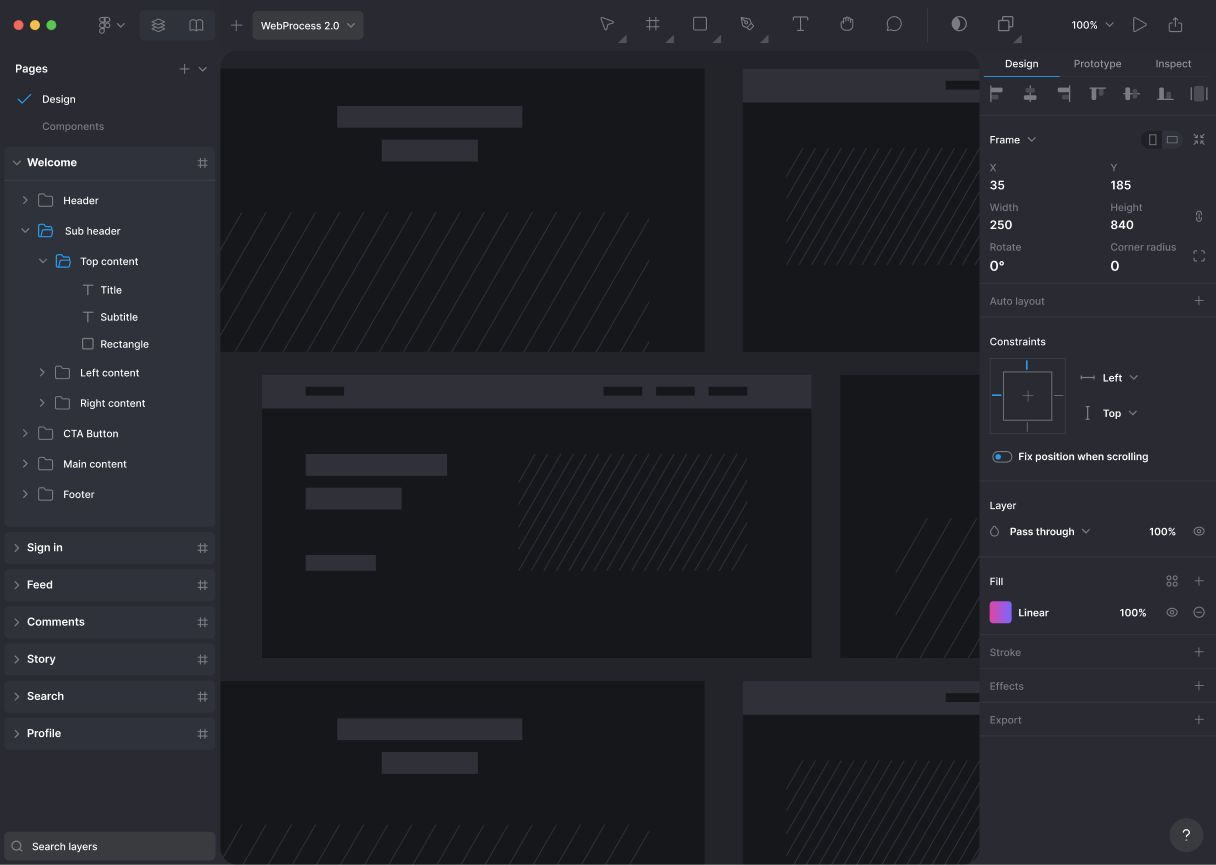 WebProcess 2.0
100%
Pages
Design
Components
Welcome
Header
Sub header
Top content
Title
Subtitle
Rectangle
Left content
Right content
CTA Button
Main content
Footer
Sign in
Feed
Comments
Story
Search
Profile
Search layers
Design Prototype Inspect
Frame
X Y
35 185
Width Height
250 840
Rotate Corner radius
0° 0
Auto layout
Constraints
Left
Top
Fix position when scrolling
Layer
Pass through 100%
Fill
Linear 100%
Stroke
Effects
Export
?